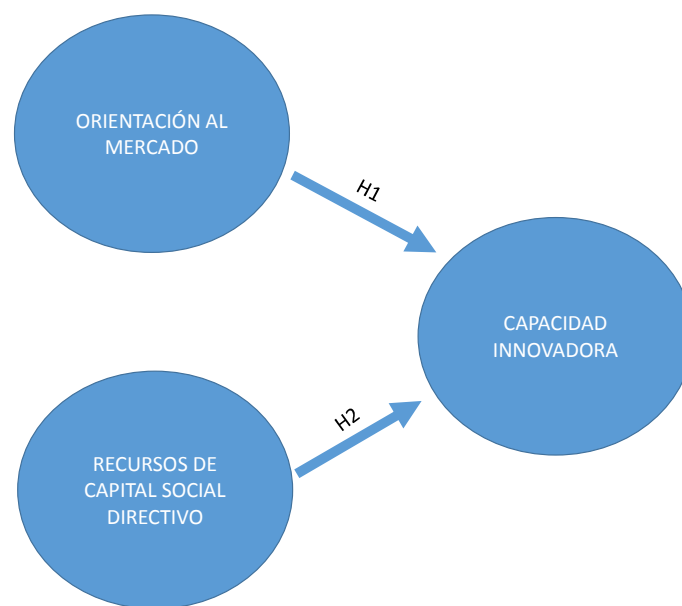 ORIENTACIÓN AL
MERCADO
H1
CAPACIDAD
INNOVADORA
H2
RECURSOS DE
CAPITAL SOCIAL
DIRECTIVO